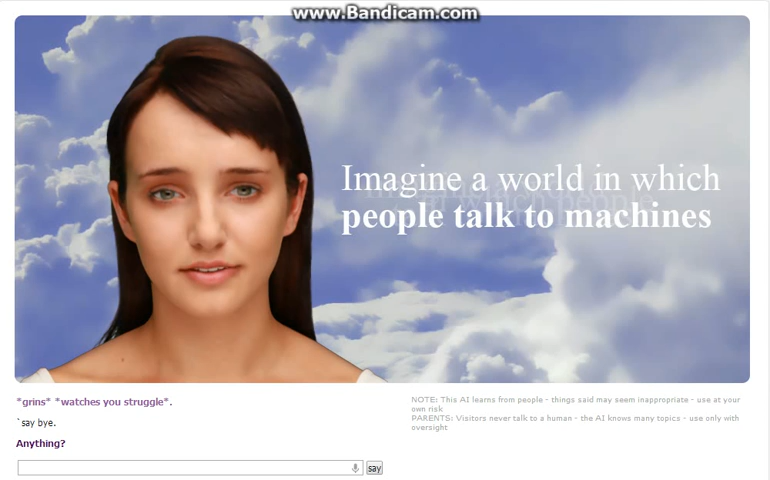 www.Bandicam.com
Imagine a world in which
people talk to machines
*grins* *watches you struggle*.
`say bye.
Anything?
say
NOTE: This AI learns from people - things said may seem inappropriate - use at your
own risk
PARENTS: Visitors never talk to a human - the AI knows many topics - use only with
oversight